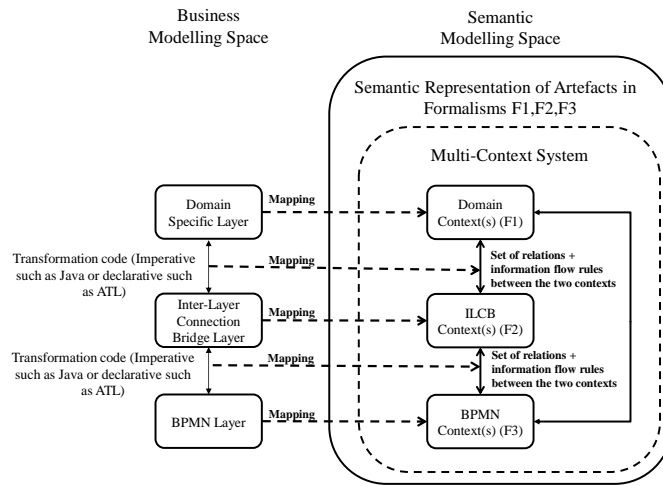 Business
Modelling Space
Semantic
Modelling Space
Semantic Representation of Artefacts in
Formalisms F1,F2,F3
Multi-Context System
Domain
Specific Layer
Mapping
Domain
Context(s) (F1)
Transformation code (Imperative
such as Java or declarative such
as ATL)
Mapping
Set of relations +
information flow rules
between the two contexts
Inter-Layer
Connection
Bridge Layer
Mapping
ILCB
Context(s) (F2)
Transformation code (Imperative
such as Java or declarative such
as ATL)
Mapping
Set of relations +
information flow rules
between the two contexts
BPMN Layer
Mapping
BPMN
Context(s) (F3)